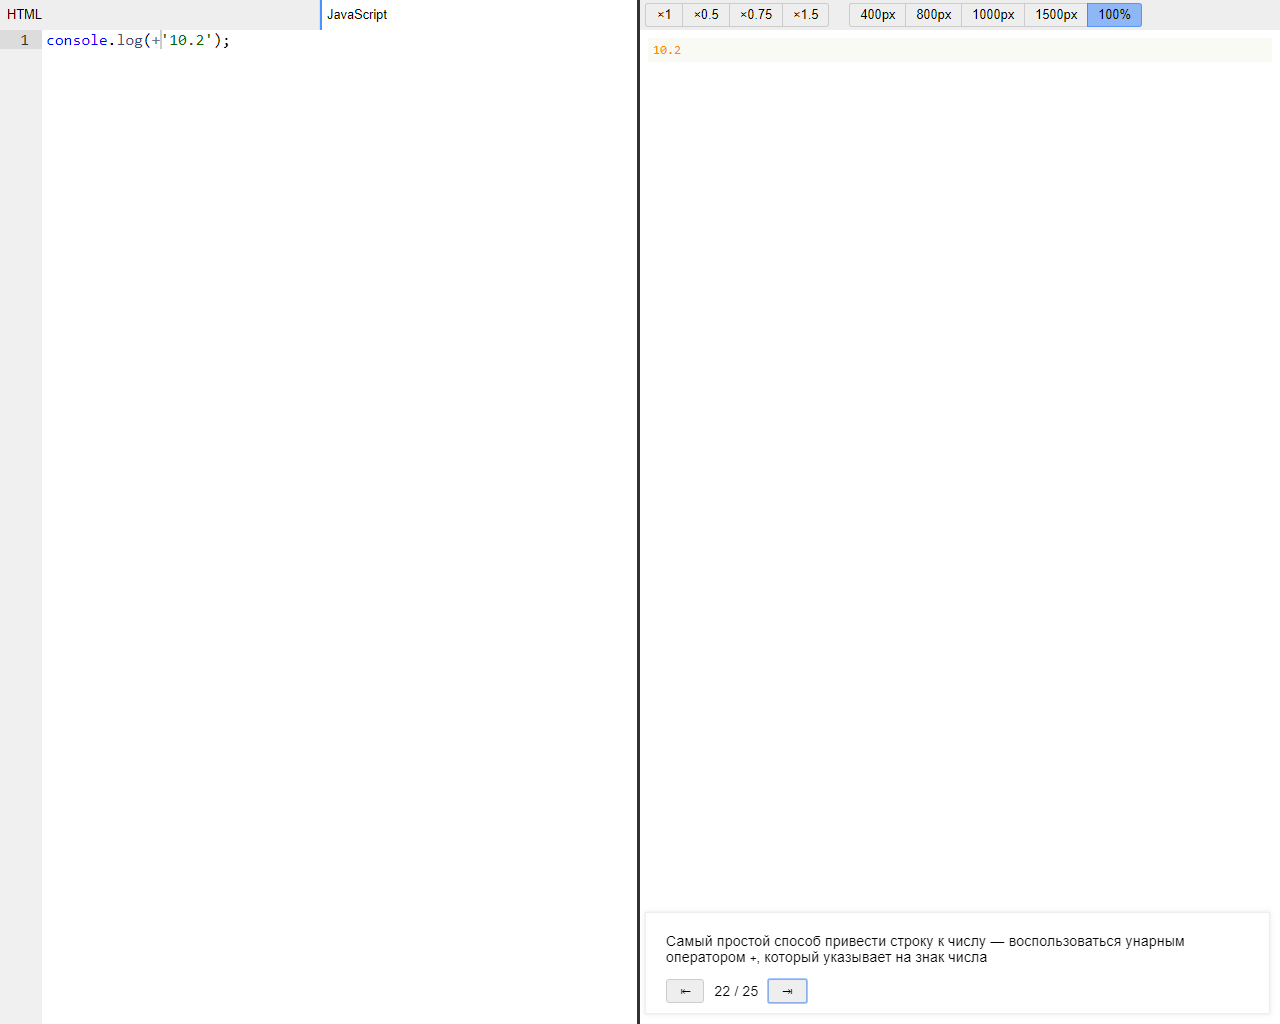 HTML JavaScript ×1 ×0.5 ×0.75 ×1.5 400px 800px 1000px 1500px 100%
1 console.log(+'10.2');
10.2
Самый простой способ привести строку к числу — воспользоваться унарным
оператором +, который указывает на знак числа
⇤ 22 / 25 ⇥